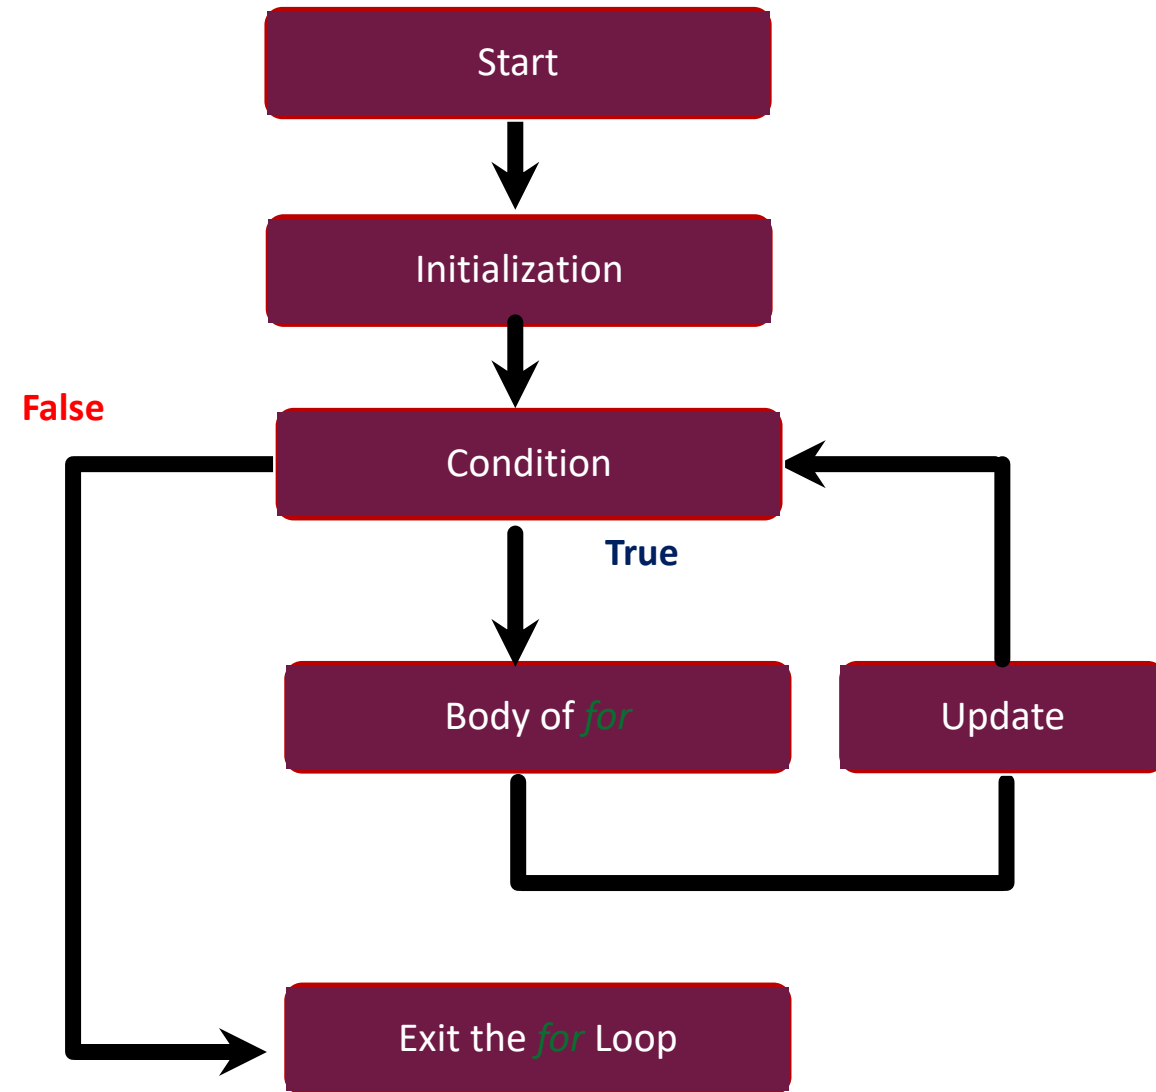 Start
Initialization
False
Condition
True
Body of for
Update
Exit the for Loop